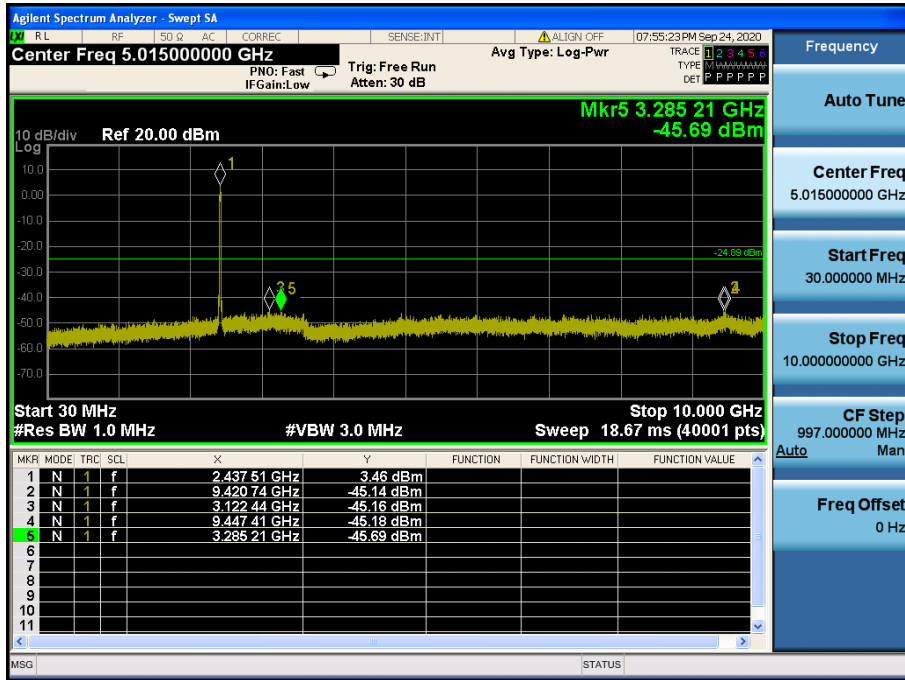 Agilent Spectrum Analyzer - Swept SA
LXI RL RF 50 Ω AC CORREC SENSE:INT ALIGN OFF 07:55:23 PM Sep 24, 2020
Center Freq 5.015000000 GHz
PNO: Fast
IFGain:Low
Trig: Free Run
Atten: 30 dB
Avg Type: Log-Pwr
TRACE 1 2 3 4 5 6
TYPE M WWWWW
DET P P P P P P
Mkr5 3.285 21 GHz
-45.69 dBm
10 dB/div Ref 20.00 dBm
Log
10.0
0.00
-10.0
-20.0
-30.0
-40.0
-50.0
-60.0
-70.0
1
-24.89 dBm
5
Start 30 MHz Stop 10.000 GHz
#Res BW 1.0 MHz #VBW 3.0 MHz Sweep 18.67 ms (40001 pts)
MKR MODE TRC SCL X Y FUNCTION FUNCTION WIDTH FUNCTION VALUE
1 N 1 f 2.437 51 GHz 3.46 dBm
2 N 1 f 9.420 74 GHz -45.14 dBm
3 N 1 f 3.122 44 GHz -45.16 dBm
4 N 1 f 9.447 41 GHz -45.18 dBm
5 N 1 f 3.285 21 GHz -45.69 dBm
6
7
8
9
10
11
MSG STATUS
Frequency
Auto Tune
Center Freq
5.015000000 GHz
Start Freq
30.000000 MHz
Stop Freq
10.000000000 GHz
CF Step
997.000000 MHz
Auto Man
Freq Offset
0 Hz